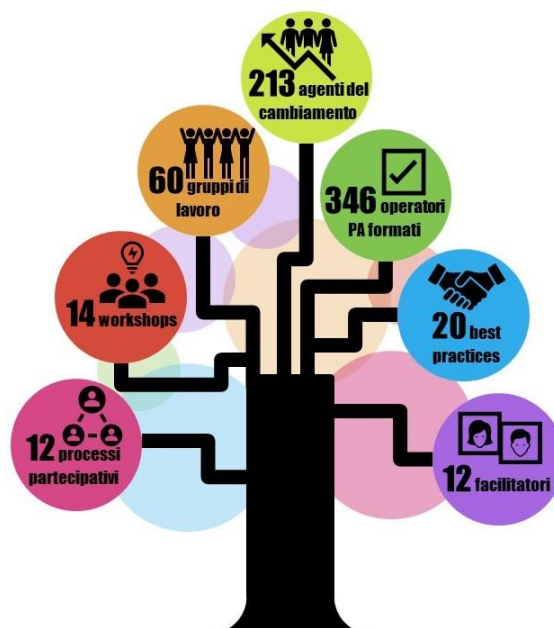 213 agenti del
cambiamento
60 gruppi di
lavoro
346 operatori
PA formati
14 workshops
20 best
practices
12 processi
partecipativi
12 facilitatori